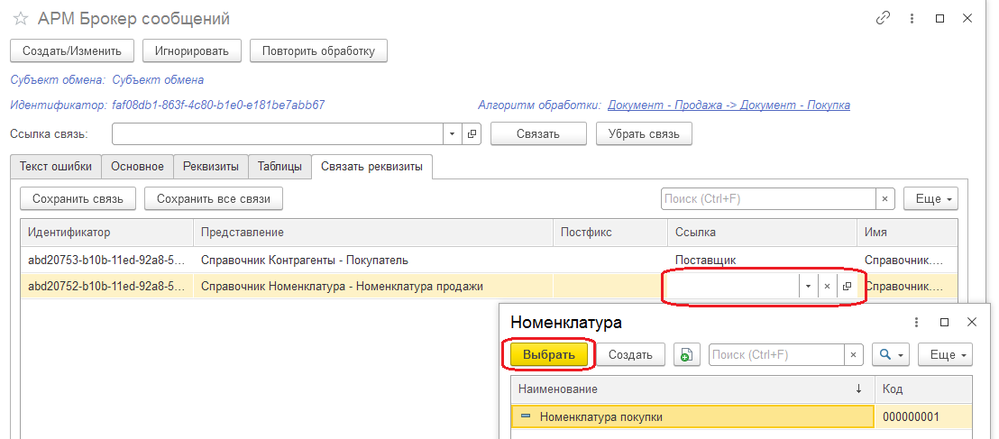 АРМ Брокер сообщений
Создать/Изменить Игнорировать Повторить обработку
Субъект обмена: Субъект обмена
Идентификатор: faf08db1-863f-4c80-b1e0-e181be7abb67 Алгоритм обработки: Документ - Продажа -> Документ - Покупка
Ссылка связь: Связать Убрать связь
Текст ошибки Основное Реквизиты Таблицы Связать реквизиты
Сохранить связь Сохранить все связи Поиск (Ctrl+F) × Еще
Идентификатор Представление Постфикс Ссылка Имя
abd20753-b10b-11ed-92a8-5... Справочник Контрагенты - Покупатель Поставщик Справочник....
abd20752-b10b-11ed-92a8-5... Справочник Номенклатура - Номенклатура продажи × Справочник....
Номенклатура
Выбрать Создать Поиск (Ctrl+F) × Еще
Наименование ↓ Код
Номенклатура покупки 000000001